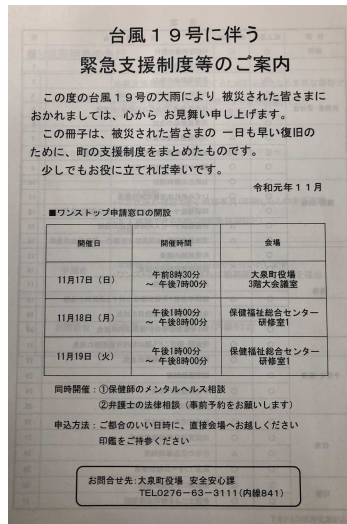 台風１９号に伴う
緊急支援制度等のご案内
この度の台風１９号の大雨により 被災された皆さまに
おかれましては、心から お見舞い申し上げます。
この冊子は、被災された皆さまの 一日も早い復旧の
ために、町の支援制度をまとめたものです。
少しでもお役に立てれば幸いです。
令和元年１１月
■ワンストップ申請窓口の開設
開催日 開催時間 会場
11月17日（日） 午前8時30分 ～ 午後7時00分 大泉町役場 3階大会議室
11月18日（月） 午後1時00分 ～ 午後8時00分 保健福祉総合センター 研修室1
11月19日（火） 午後1時00分 ～ 午後8時00分 保健福祉総合センター 研修室1
同時開催：①保健師のメンタルヘルス相談
②弁護士の法律相談（事前予約をお願いします）
申込方法：ご都合のいい日時に、直接会場へお越しください
印鑑をご持参ください
お問合せ先：大泉町役場 安全安心課
TEL0276－63－3111(内線841)